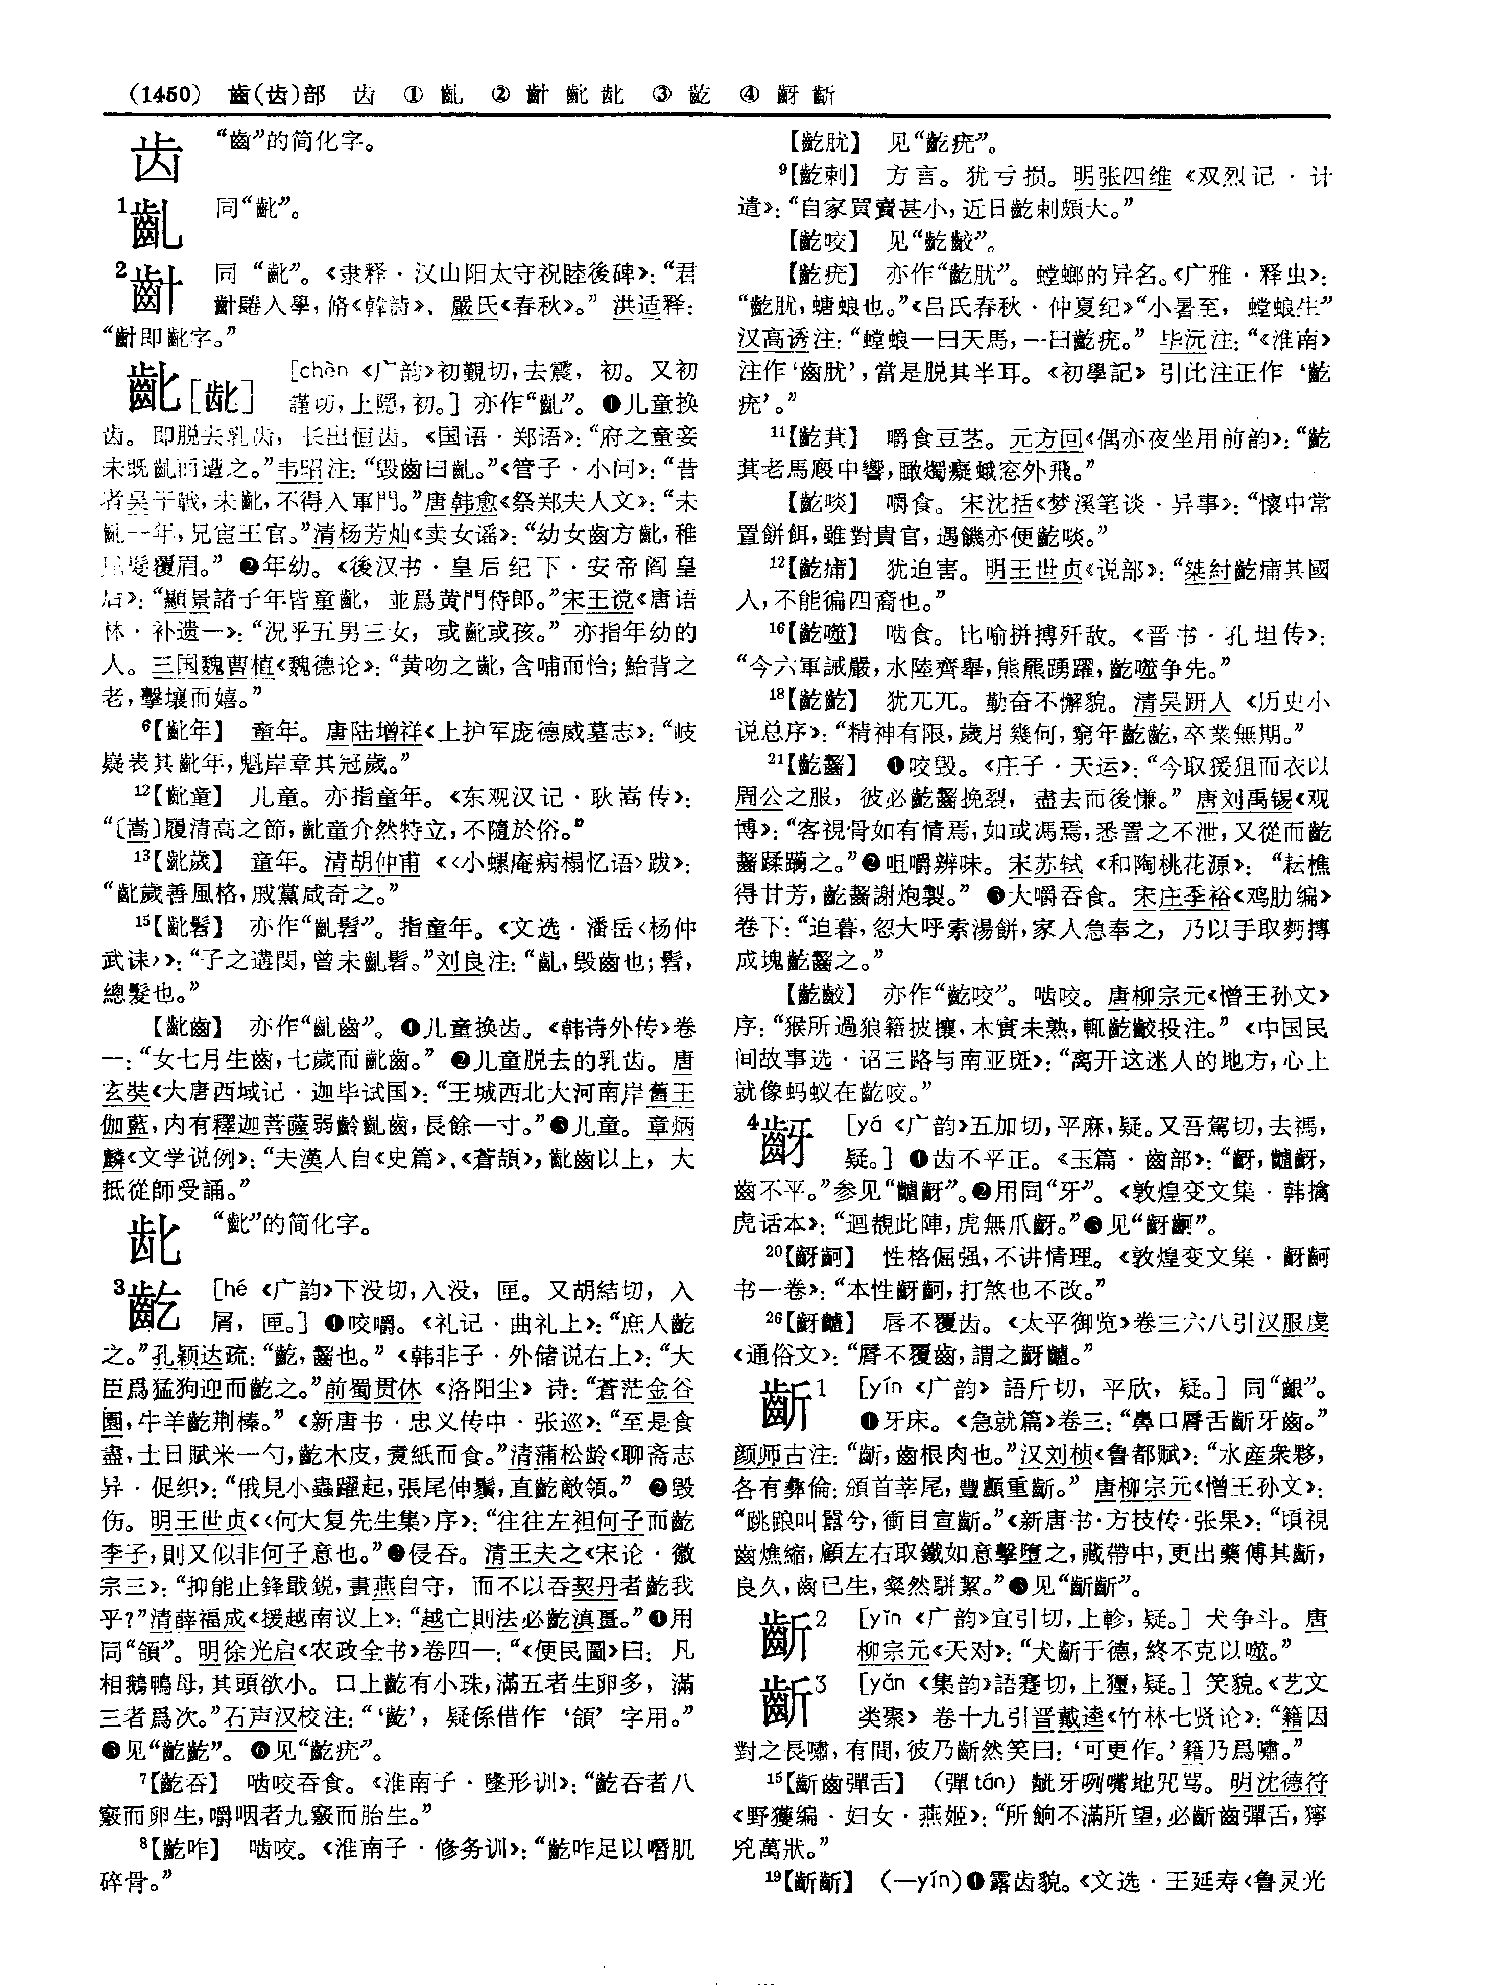 (1450) 齒(齿)部 齿 ① 齓 ② 𪗗 齔 龀 ③ 齕 ④ 齖 齗
齿 “齒”的简化字。
1齓 同“齔”。
2 同“齔”。《隶释·汉山阳太守祝睦後碑》：“君
齠入學，脩《韓詩》、嚴氏《春秋》。”洪适释：
即齔字。”
齔[龀] [chèn《广韵》初覲切，去震，初。又初
謹切，上隱，初。] 亦作“齓”。❶儿童换
齿。即脱去乳齿，长出恒齿。《国语·郑语》：“府之童妾
未既齓而遭之。”韦昭注：“毁齒曰齓。”《管子·小问》：“昔
者吴干戰，未齔，不得入軍門。”唐韩愈《祭郑夫人文》：“未
齓一年，兄宦王官。”清杨芳灿《卖女谣》：“幼女齒方齔，稚
髮覆眉。”❷年幼。《後汉书·皇后纪下·安帝阎皇
后》：“顯景諸子年皆童齔，並爲黄門侍郎。”宋王谠《唐语
林·补遗一》：“況乎五男三女，或齔或孩。”亦指年幼的
人。三国魏曹植《魏德论》：“黄吻之齔，含哺而怡；鮐背之
老，擊壤而嬉。”
6【齔年】 童年。唐陆增祥《上护军庞德威墓志》：“岐
嶷表其齔年，魁岸章其冠歲。”
12【齔童】 儿童。亦指童年。《东观汉记·耿嵩传》：
“〔嵩〕履清高之節，齔童介然特立，不隨於俗。”
13【齔歲】 童年。清胡仲甫《〈小螺庵病榻忆语〉跋》：
“齔歲善風格，戚黨咸奇之。”
15【齔髫】 亦作“齓髫”。指童年。《文选·潘岳〈杨仲
武诔〉》：“子之遘閔，曾未齓髫。”刘良注：“齓，毁齒也；髫，
總髮也。”
【齔齒】 亦作“齓齒”。❶儿童换齿。《韩诗外传》卷
一：“女七月生齒，七歲而齔齒。”❷儿童脱去的乳齿。唐
玄奘《大唐西域记·迦毕试国》：“王城西北大河南岸舊王
伽藍，内有釋迦菩薩弱齡齓齒，長餘一寸。”❸儿童。章炳
麟《文学说例》：“夫漢人自《史篇》、《蒼頡》，齔齒以上，大
抵從師受誦。”
龀 “齔”的简化字。
3齕 [hé《广韵》下没切，入没，匣。又胡結切，入
屑，匣。] ❶咬嚼。《礼记·曲礼上》：“庶人齕
之。”孔颖达疏：“齕，齧也。”《韩非子·外储说右上》：“大
臣爲猛狗迎而齕之。”前蜀贯休《洛阳尘》诗：“蒼茫金谷
園，牛羊齕荆榛。”《新唐书·忠义传中·张巡》：“至是食
盡，士日賦米一勺，齕木皮，煑紙而食。”清蒲松龄《聊斋志
异·促织》：“俄見小蟲躍起，張尾伸鬚，直齕敵領。”❷毁
伤。明王世贞《〈何大复先生集〉序》：“往往左袒何子而齕
李子，則又似非何子意也。”❸侵吞。清王夫之《宋论·徽
宗三》：“抑能止鋒戢鋭，畫燕自守，而不以吞契丹者齕我
乎？”清薛福成《援越南议上》：“越亡則法必齕滇畺。”❹用
同“頷”。明徐光启《农政全书》卷四一：“《便民圖》曰：凡
相鵝鴨母，其頭欲小。口上齕有小珠，滿五者生卵多，滿
三者爲次。”石声汉校注：“‘齕’，疑係借作‘頷’字用。”
❺见“齕齕”。❻见“齕疣”。
7【齕吞】 啮咬吞食。《淮南子·墬形训》：“齕吞者八
竅而卵生，嚼咽者九竅而胎生。”
8【齕咋】 啮咬。《淮南子·修务训》：“齕咋足以噆肌
碎骨。”
【齕肬】 见“齕疣”。
9【齕剌】 方言。犹亏损。明张四维《双烈记·计
遣》：“自家買賣甚小，近日齕剌頗大。”
【齕咬】 见“齕齩”。
【齕疣】 亦作“齕肬”。螳螂的异名。《广雅·释虫》：
“齕肬，螗蜋也。”《吕氏春秋·仲夏纪》“小暑至，螳蜋生”
汉高诱注：“螳蜋一曰天馬，一曰齕疣。”毕沅注：“《淮南》
注作‘齒肬’，當是脱其半耳。《初學記》引此注正作‘齕
疣’。”
11【齕萁】 嚼食豆茎。元方回《偶亦夜坐用前韵》：“齕
萁老馬廄中響，瞰燭癡蛾窓外飛。”
【齕啖】 嚼食。宋沈括《梦溪笔谈·异事》：“懷中常
置餅餌，雖對貴官，遇饑亦便齕啖。”
12【齕痡】 犹迫害。明王世贞《说部》：“桀紂齕痡其國
人，不能徧四裔也。”
16【齕噬】 啮食。比喻拼搏歼敌。《晋书·孔坦传》：
“今六軍誡嚴，水陸齊舉，熊羆踴躍，齕噬争先。”
18【齕齕】 犹兀兀。勤奋不懈貌。清吴趼人《历史小
说总序》：“精神有限，歲月幾何，窮年齕齕，卒業無期。”
21【齕齧】 ❶咬毁。《庄子·天运》：“今取猨狙而衣以
周公之服，彼必齕齧挽裂，盡去而後慊。”唐刘禹锡《观
博》：“客視骨如有情焉，如或馮焉，悉詈之不泄，又從而齕
齧蹂躪之。”❷咀嚼辨味。宋苏轼《和陶桃花源》：“耘樵
得甘芳，齕齧謝炮製。”❸大嚼吞食。宋庄季裕《鸡肋编》
卷下：“迫暮，忽大呼索湯餅，家人急奉之，乃以手取麪摶
成塊齕齧之。”
【齕齩】 亦作“齕咬”。啮咬。唐柳宗元《憎王孙文》
序：“猴所過狼籍披攘，木實未熟，輒齕齩投注。”《中国民
间故事选·诏三路与南亚斑》：“离开这迷人的地方，心上
就像蚂蚁在齕咬。”
4齖 [yá《广韵》五加切，平麻，疑。又吾駕切，去禡，
疑。] ❶齿不平正。《玉篇·齒部》：“齖，齇齖，
齒不平。”参见“齇齖”。❷用同“牙”。《敦煌变文集·韩擒
虎话本》：“迴覩此陣，虎無爪齖。”❸见“齖齣”。
20【齖䶗】 性格倔强，不讲情理。《敦煌变文集·齖䶗
书一卷》：“本性齖䶗，打煞也不改。”
26【齖齇】 唇不覆齿。《太平御览》卷三六八引汉服虔
《通俗文》：“脣不覆齒，謂之齖齇。”
齗1 [yín《广韵》語斤切，平欣，疑。] 同“齦”。
❶牙床。《急就篇》卷三：“鼻口脣舌齗牙齒。”
颜师古注：“齗，齒根肉也。”汉刘桢《鲁都赋》：“水産衆夥，
各有彝倫：頒首莘尾，豐顱重齗。”唐柳宗元《憎王孙文》：
“跳踉叫囂兮，衝目宣齗。”《新唐书·方技传·张果》：“頃視
齒燋縮，顧左右取鐵如意擊墮之，藏帶中，更出藥傅其齗，
良久，齒已生，粲然駢絜。”❸见“齗齗”。
齗2 [yǐn《广韵》宜引切，上軫，疑。] 犬争斗。唐
柳宗元《天对》：“犬齗于德，終不克以噬。”
齗3 [yǎn《集韵》語蹇切，上獮，疑。] 笑貌。《艺文
类聚》卷十九引晋戴逵《竹林七贤论》：“籍因
對之長嘯，有間，彼乃齗然笑曰：‘可更作。’籍乃爲嘯。”
15【齗齒彈舌】 （彈 tán）龇牙咧嘴地咒骂。明沈德符
《野獲编·妇女·燕姬》：“所餉不滿所望，必齗齒彈舌，獰
兇萬狀。”
19【齗齗】 （—yín）❶露齿貌。《文选·王延寿〈鲁灵光